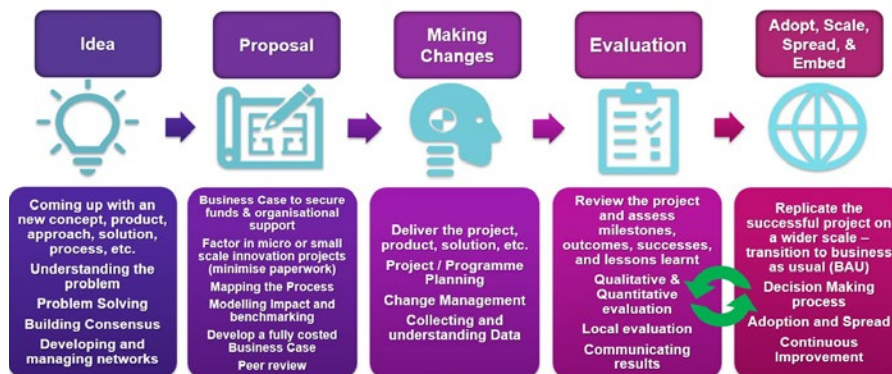 Idea
Proposal
Making
Changes
Evaluation
Adopt, Scale,
Spread, &
Embed
Coming up with an
new concept, product,
approach, solution,
process, etc.
Understanding the
problem
Problem Solving
Building Consensus
Developing and
managing networks
Business Case to secure
funds & organisational
support
Factor in micro or small
scale innovation projects
(minimise paperwork)
Mapping the Process
Modelling Impact and
benchmarking
Develop a fully costed
Business Case
Peer review
Deliver the project,
product, solution, etc.
Project / Programme
Planning
Change Management
Collecting and
understanding Data
Review the project
and assess
milestones,
outcomes, successes,
and lessons learnt
Qualitative &
Quantitative
evaluation
Local evaluation
Communicating
results
Replicate the
successful project on
a wider scale –
transition to business
as usual (BAU)
Decision Making
process
Adoption and Spread
Continuous
Improvement